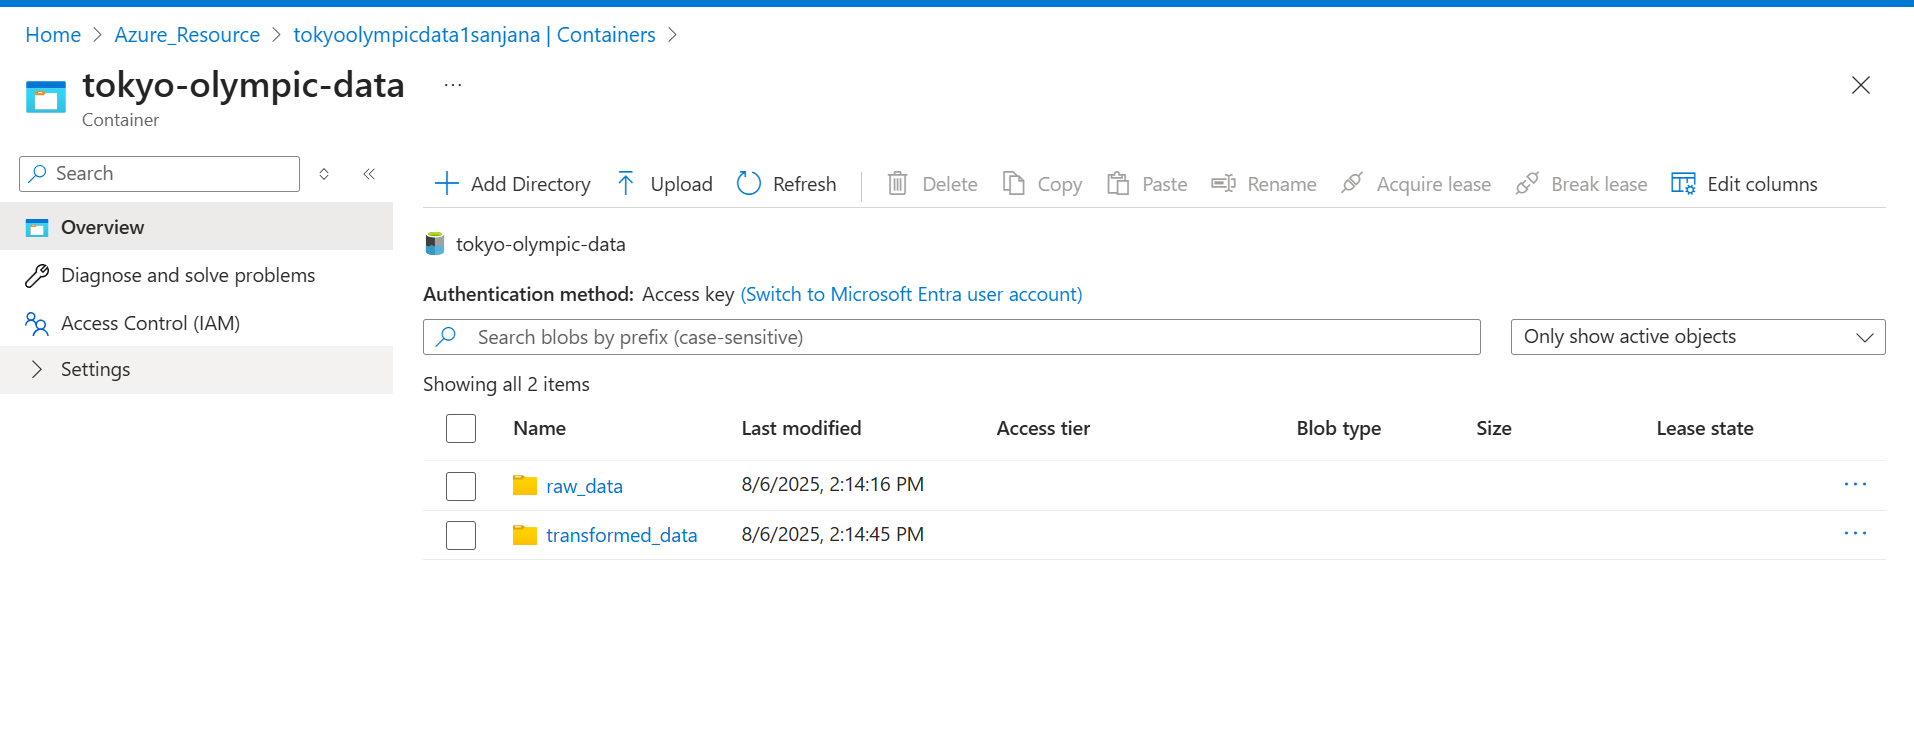 Home > Azure_Resource > tokyoolympicdata1sanjana | Containers >
tokyo-olympic-data ...
Container
Search
Overview
Diagnose and solve problems
Access Control (IAM)
Settings
Add Directory Upload Refresh Delete Copy Paste Rename Acquire lease Break lease Edit columns
tokyo-olympic-data
Authentication method: Access key (Switch to Microsoft Entra user account)
Search blobs by prefix (case-sensitive) Only show active objects
Showing all 2 items
Name Last modified Access tier Blob type Size Lease state
raw_data 8/6/2025, 2:14:16 PM ...
transformed_data 8/6/2025, 2:14:45 PM ...